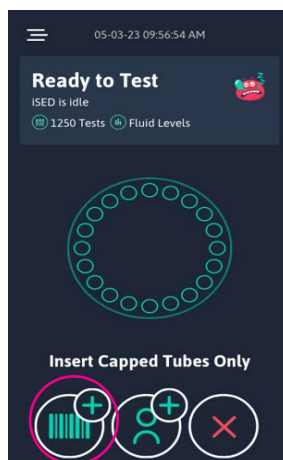 05-03-23 09:56:54 AM
Ready to Test
iSED is idle
1250 Tests Fluid Levels
Insert Capped Tubes Only